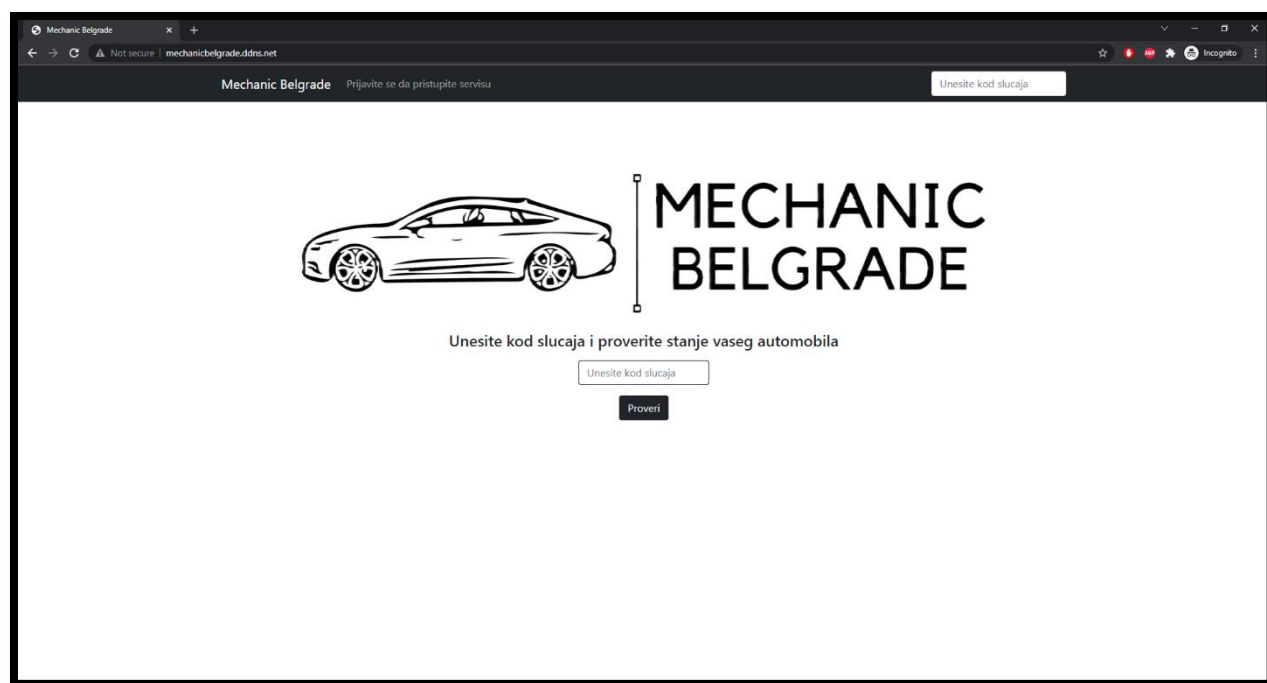 Mechanic Belgrade
Not secure | mechanicbelgrade.ddns.net
Incognito
Mechanic Belgrade Prijavite se da pristupite servisu Unesite kod slucaja
MECHANIC
BELGRADE
Unesite kod slucaja i proverite stanje vaseg automobila
Unesite kod slucaja
Proveri